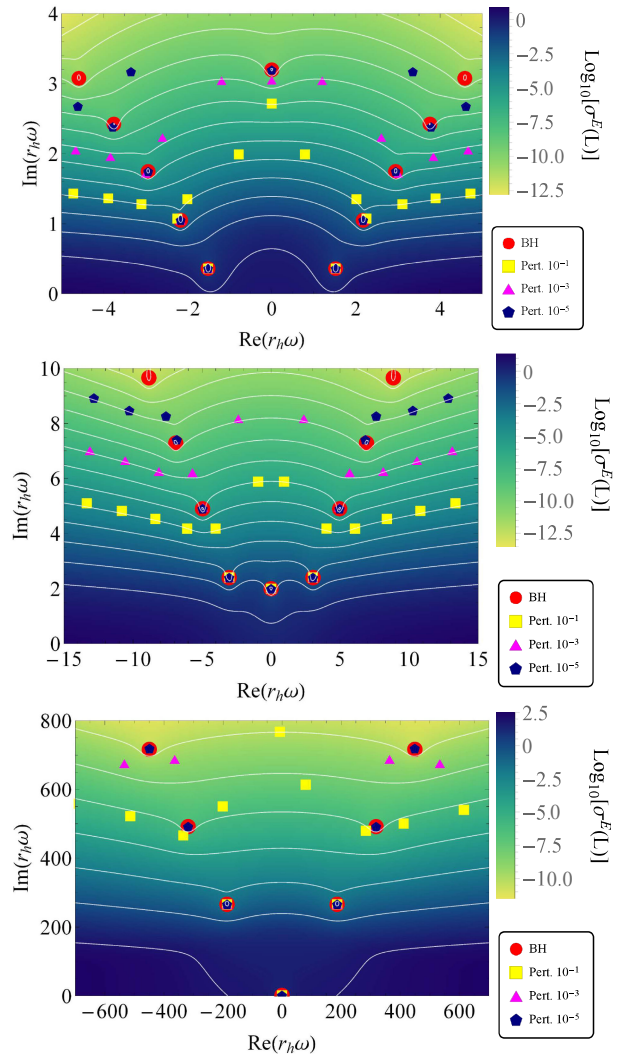 4
3
2
1
0
Im(r_hω)
−4 −2 0 2 4
Re(r_hω)
0
−2.5
−5.0
−7.5
−10.0
−12.5
Log₁₀[σᴱ(L)]
BH
Pert. 10⁻¹
Pert. 10⁻³
Pert. 10⁻⁵
10
8
6
4
2
0
Im(r_hω)
−15 −10 −5 0 5 10 15
Re(r_hω)
0
−2.5
−5.0
−7.5
−10.0
−12.5
Log₁₀[σᴱ(L)]
BH
Pert. 10⁻¹
Pert. 10⁻³
Pert. 10⁻⁵
800
600
400
200
0
Im(r_hω)
−600 −400 −200 0 200 400 600
Re(r_hω)
2.5
0
−2.5
−5.0
−7.5
−10.0
Log₁₀[σᴱ(L)]
BH
Pert. 10⁻¹
Pert. 10⁻³
Pert. 10⁻⁵